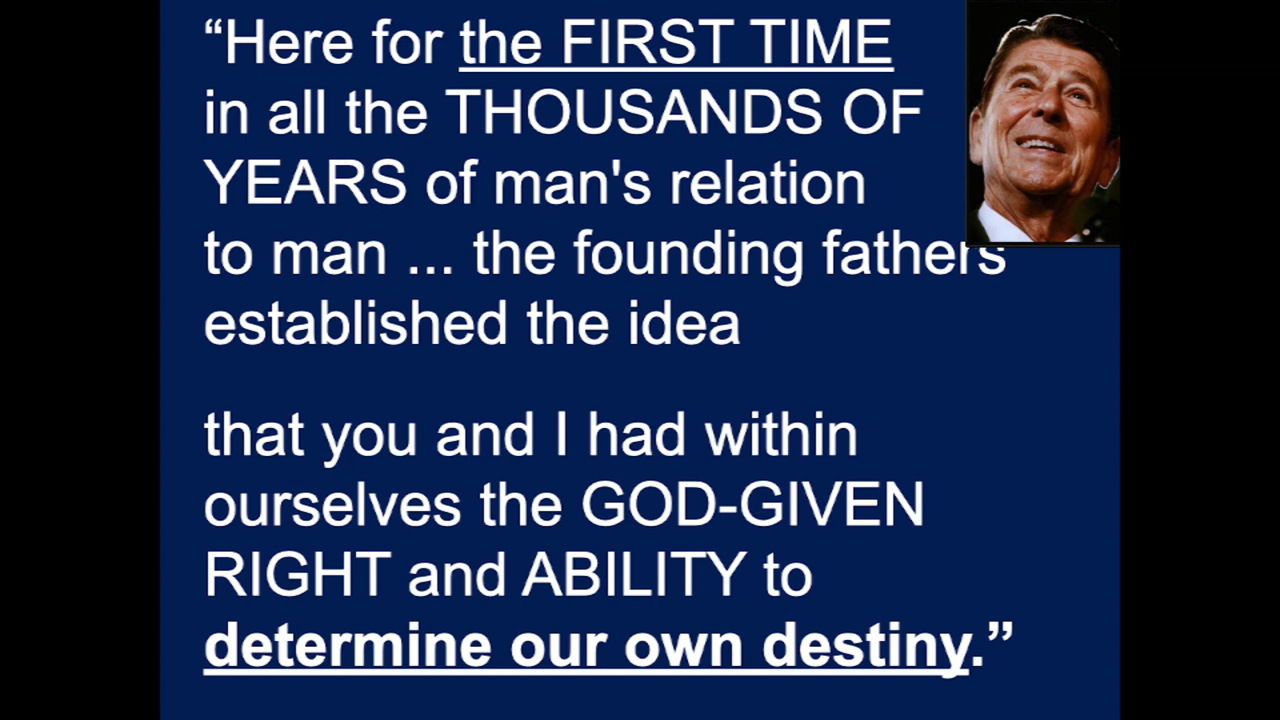 “Here for the FIRST TIME
in all the THOUSANDS OF
YEARS of man's relation
to man ... the founding fathers
established the idea
that you and I had within
ourselves the GOD-GIVEN
RIGHT and ABILITY to
determine our own destiny.”